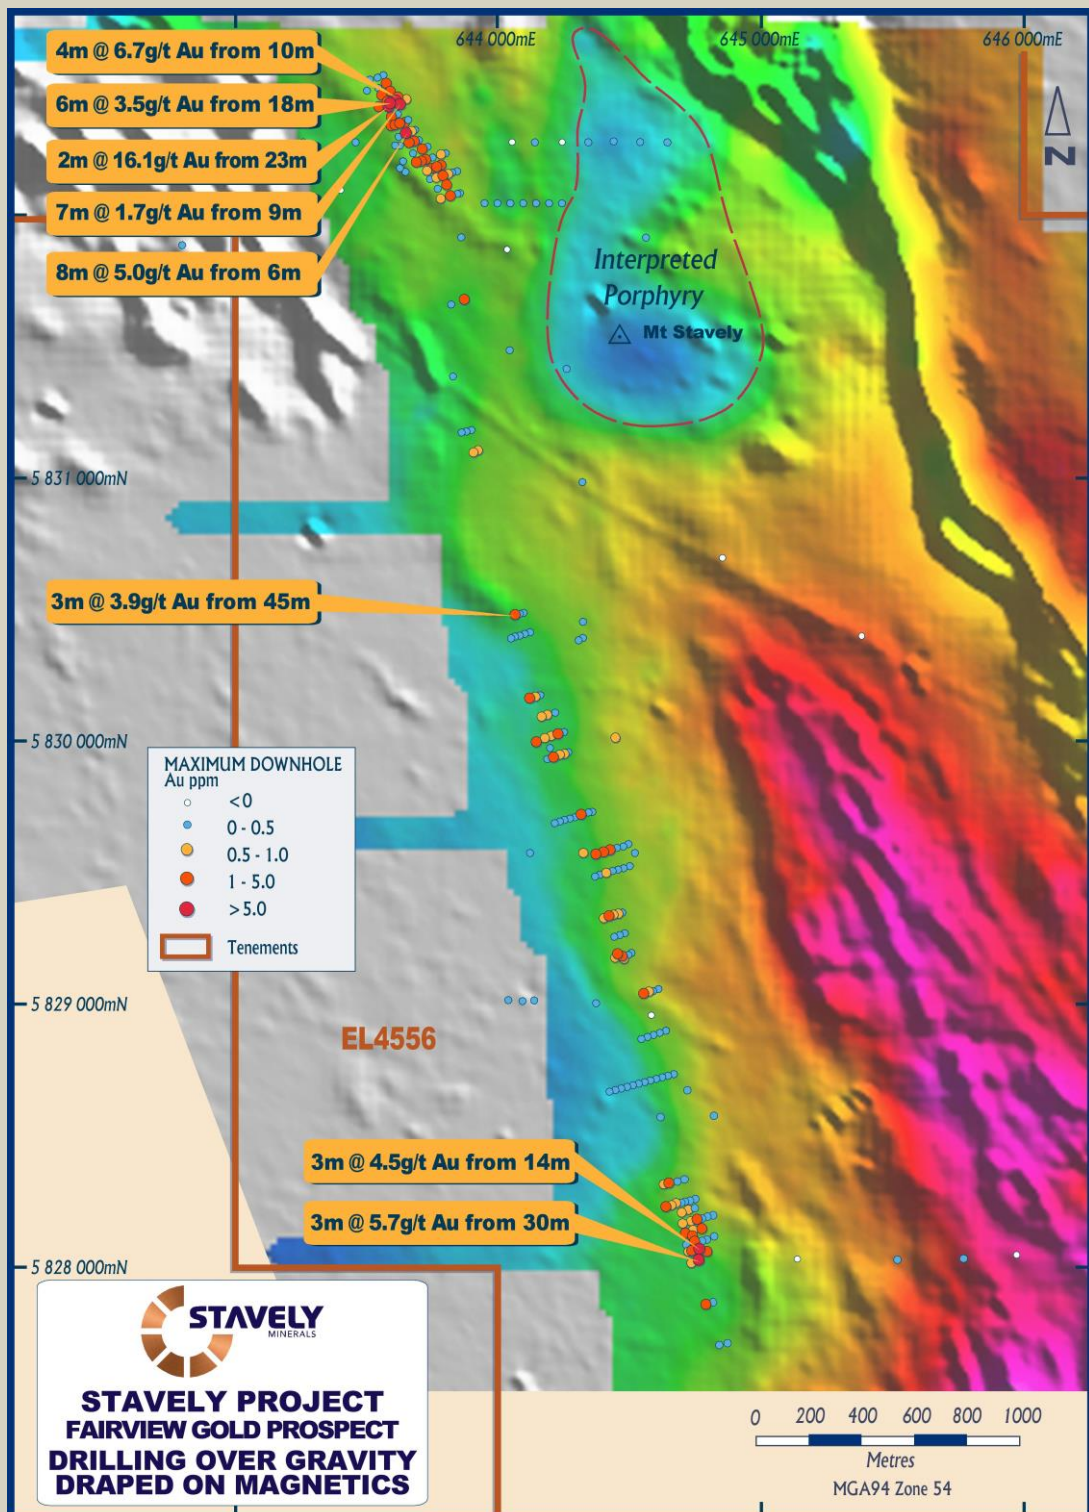 644 000mE
645 000mE
646 000mE
4m @ 6.7g/t Au from 10m
6m @ 3.5g/t Au from 18m
2m @ 16.1g/t Au from 23m
7m @ 1.7g/t Au from 9m
8m @ 5.0g/t Au from 6m
N
Interpreted
Porphyry
Mt Stavely
5 831 000mN
3m @ 3.9g/t Au from 45m
5 830 000mN
MAXIMUM DOWNHOLE
Au ppm
<0
0 - 0.5
0.5 - 1.0
1 - 5.0
>5.0
Tenements
5 829 000mN
EL4556
3m @ 4.5g/t Au from 14m
3m @ 5.7g/t Au from 30m
5 828 000mN
STAVELY
MINERALS
STAVELY PROJECT
FAIRVIEW GOLD PROSPECT
DRILLING OVER GRAVITY
DRAPED ON MAGNETICS
0 200 400 600 800 1000
Metres
MGA94 Zone 54